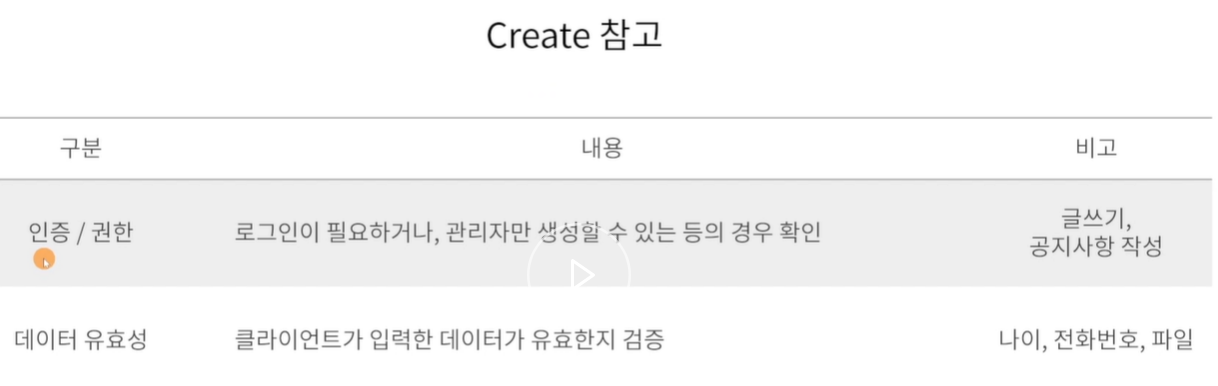 Create 참고
구분 내용 비고
인증 / 권한 로그인이 필요하거나, 관리자만 생성할 수 있는 등의 경우 확인 글쓰기,
공지사항 작성
데이터 유효성 클라이언트가 입력한 데이터가 유효한지 검증 나이, 전화번호, 파일